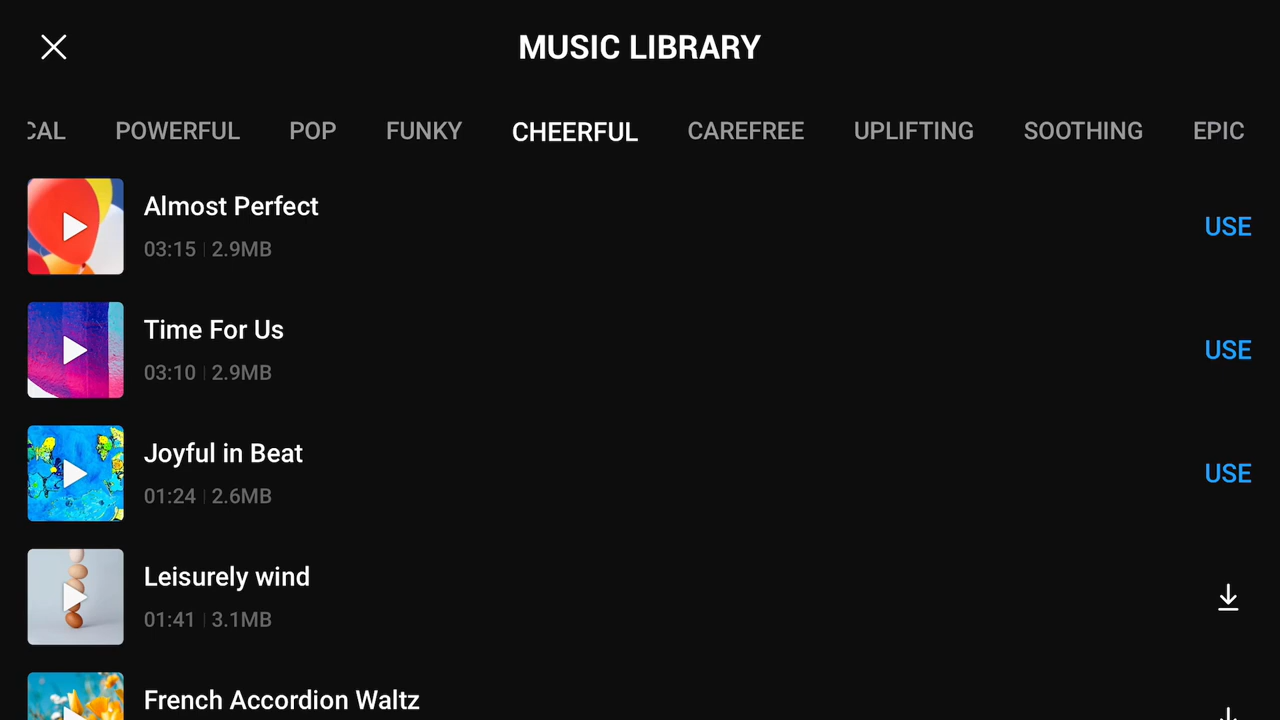 MUSIC LIBRARY
CAL POWERFUL POP FUNKY CHEERFUL CAREFREE UPLIFTING SOOTHING EPIC
Almost Perfect
03:15 | 2.9MB
USE
Time For Us
03:10 | 2.9MB
USE
Joyful in Beat
01:24 | 2.6MB
USE
Leisurely wind
01:41 | 3.1MB
French Accordion Waltz